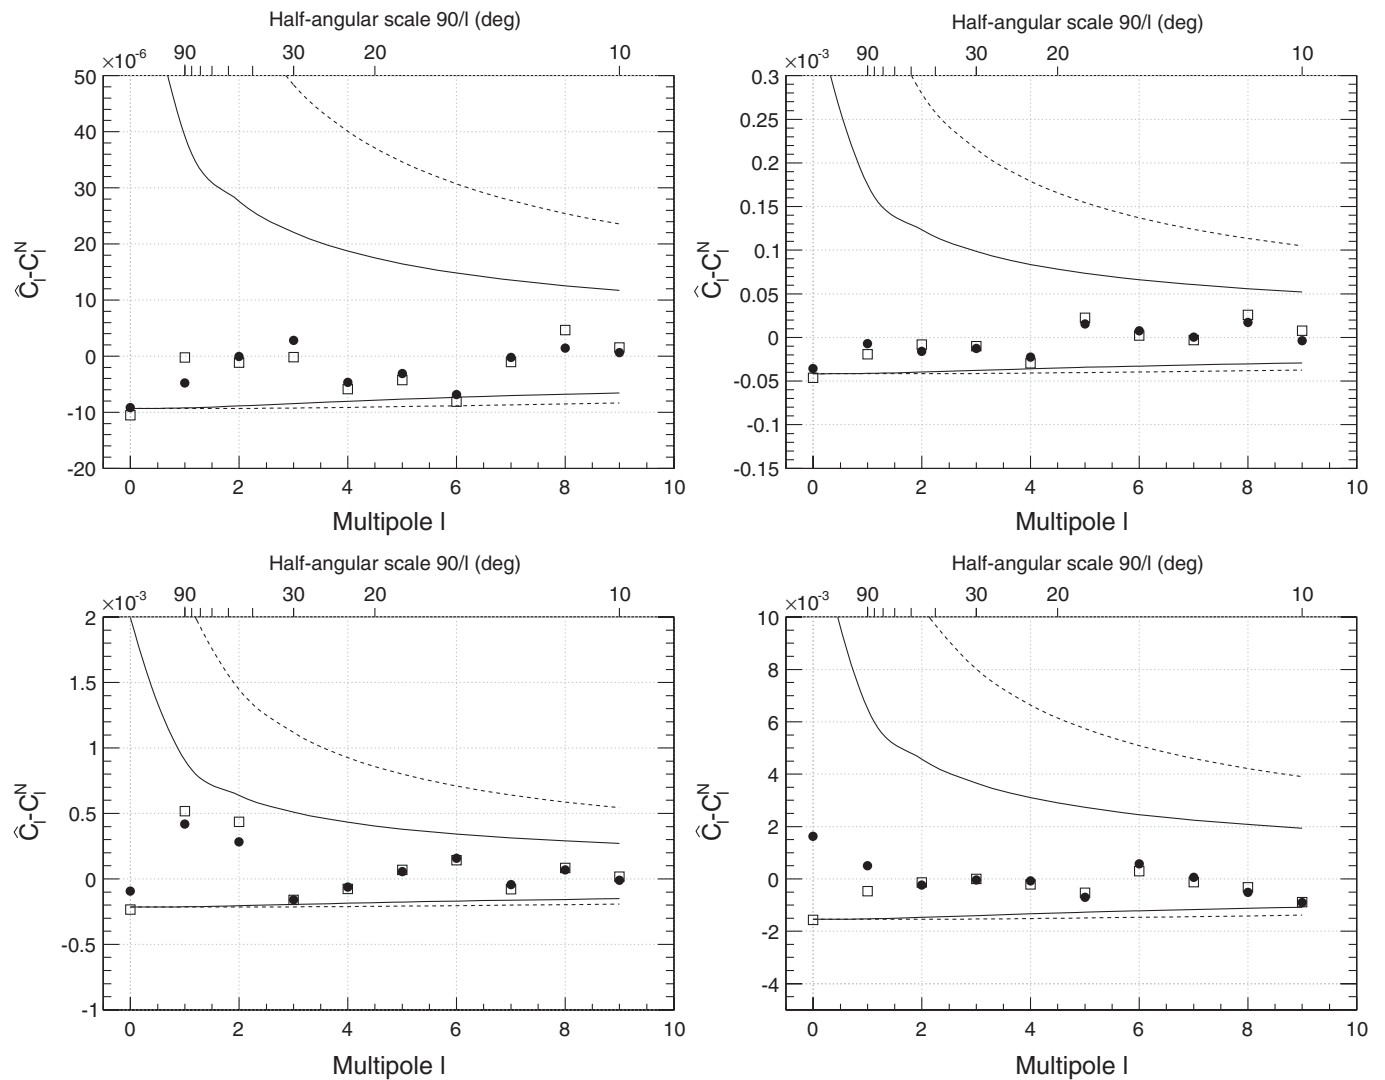 Half-angular scale 90/l (deg)
90 30 20 10
×10⁻⁶
50
40
30
20
10
0
-10
-20
Ĉ_l-C_l^N
0 2 4 6 8 10
Multipole l
Half-angular scale 90/l (deg)
90 30 20 10
×10⁻³
0.3
0.25
0.2
0.15
0.1
0.05
0
-0.05
-0.1
-0.15
Ĉ_l-C_l^N
0 2 4 6 8 10
Multipole l
Half-angular scale 90/l (deg)
90 30 20 10
×10⁻³
2
1.5
1
0.5
0
-0.5
-1
Ĉ_l-C_l^N
0 2 4 6 8 10
Multipole l
Half-angular scale 90/l (deg)
90 30 20 10
×10⁻³
10
8
6
4
2
0
-2
-4
Ĉ_l-C_l^N
0 2 4 6 8 10
Multipole l